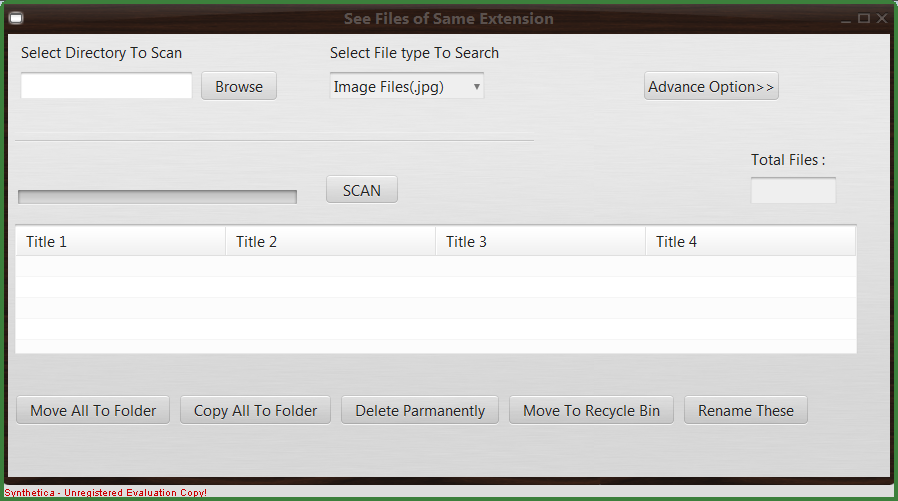 See Files of Same Extension
Select Directory To Scan
Select File type To Search
Browse
Image Files(.jpg)
Advance Option>>
Total Files :
SCAN
Title 1
Title 2
Title 3
Title 4
Move All To Folder
Copy All To Folder
Delete Parmanently
Move To Recycle Bin
Rename These
Synthetica - Unregistered Evaluation Copy!